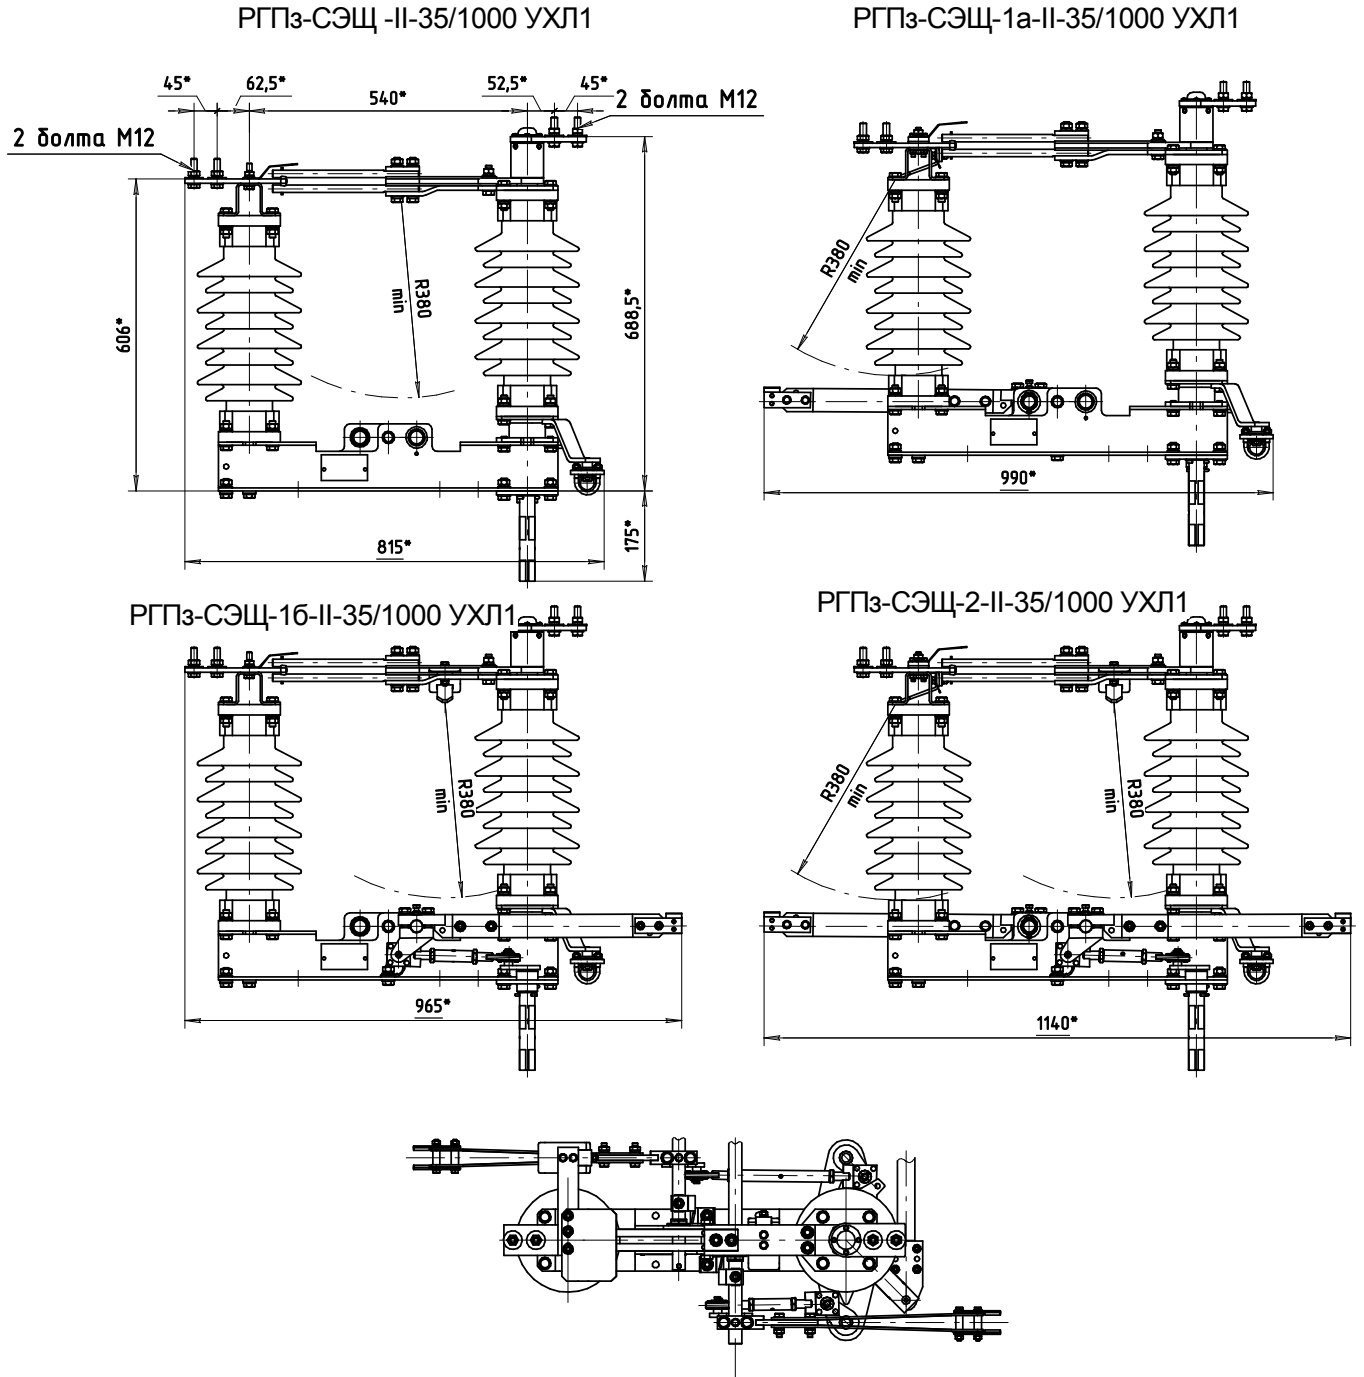 РГПз-СЭЩ -II-35/1000 УХЛ1
РГПз-СЭЩ-1а-II-35/1000 УХЛ1
45*
62,5*
540*
52,5*
45*
2 болта М12
2 болта М12
606*
R380
min
688,5*
175*
815*
R380
min
990*
РГПз-СЭЩ-1б-II-35/1000 УХЛ1
РГПз-СЭЩ-2-II-35/1000 УХЛ1
R380
min
965*
R380
min
R380
min
1140*